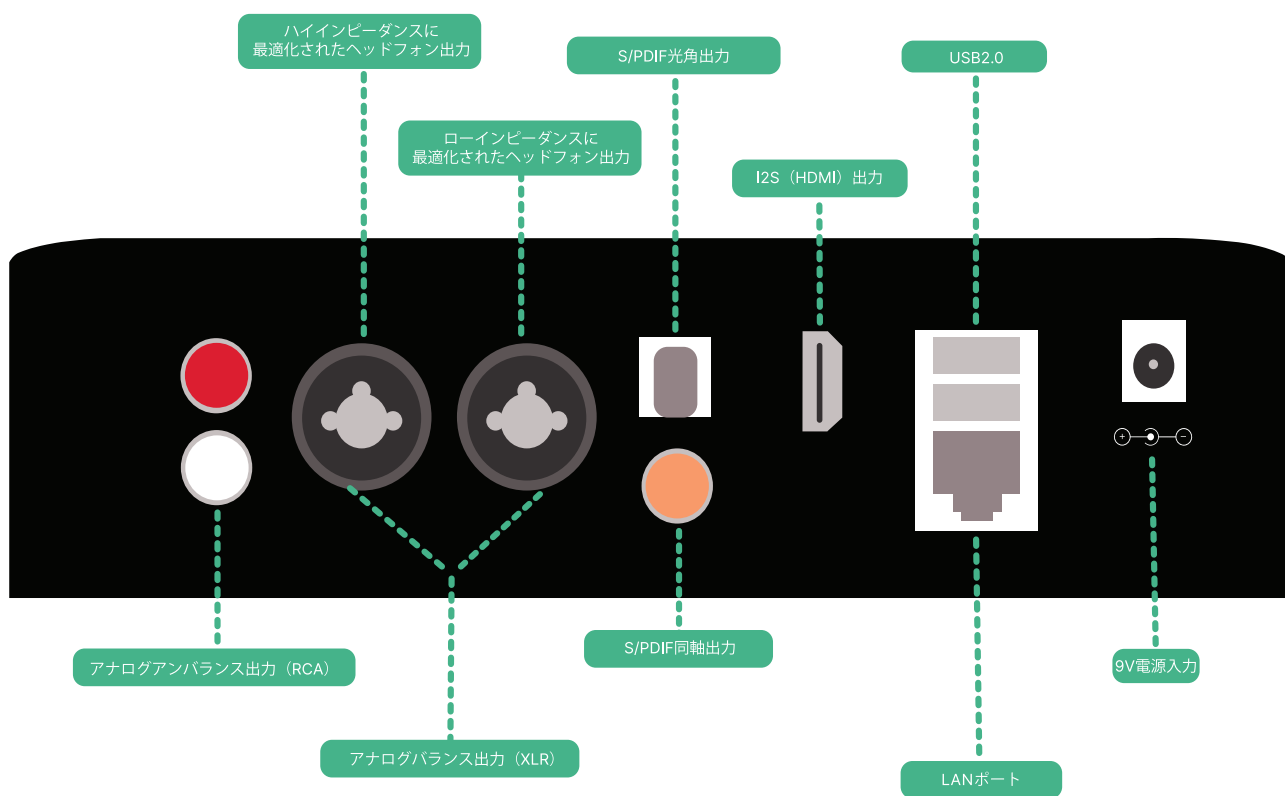 ハイインピーダンスに
最適化されたヘッドフォン出力
S/PDIF光角出力
USB2.0
ローインピーダンスに
最適化されたヘッドフォン出力
I2S（HDMI）出力
+
−
アナログアンバランス出力（RCA）
S/PDIF同軸出力
9V電源入力
アナログバランス出力（XLR）
LANポート